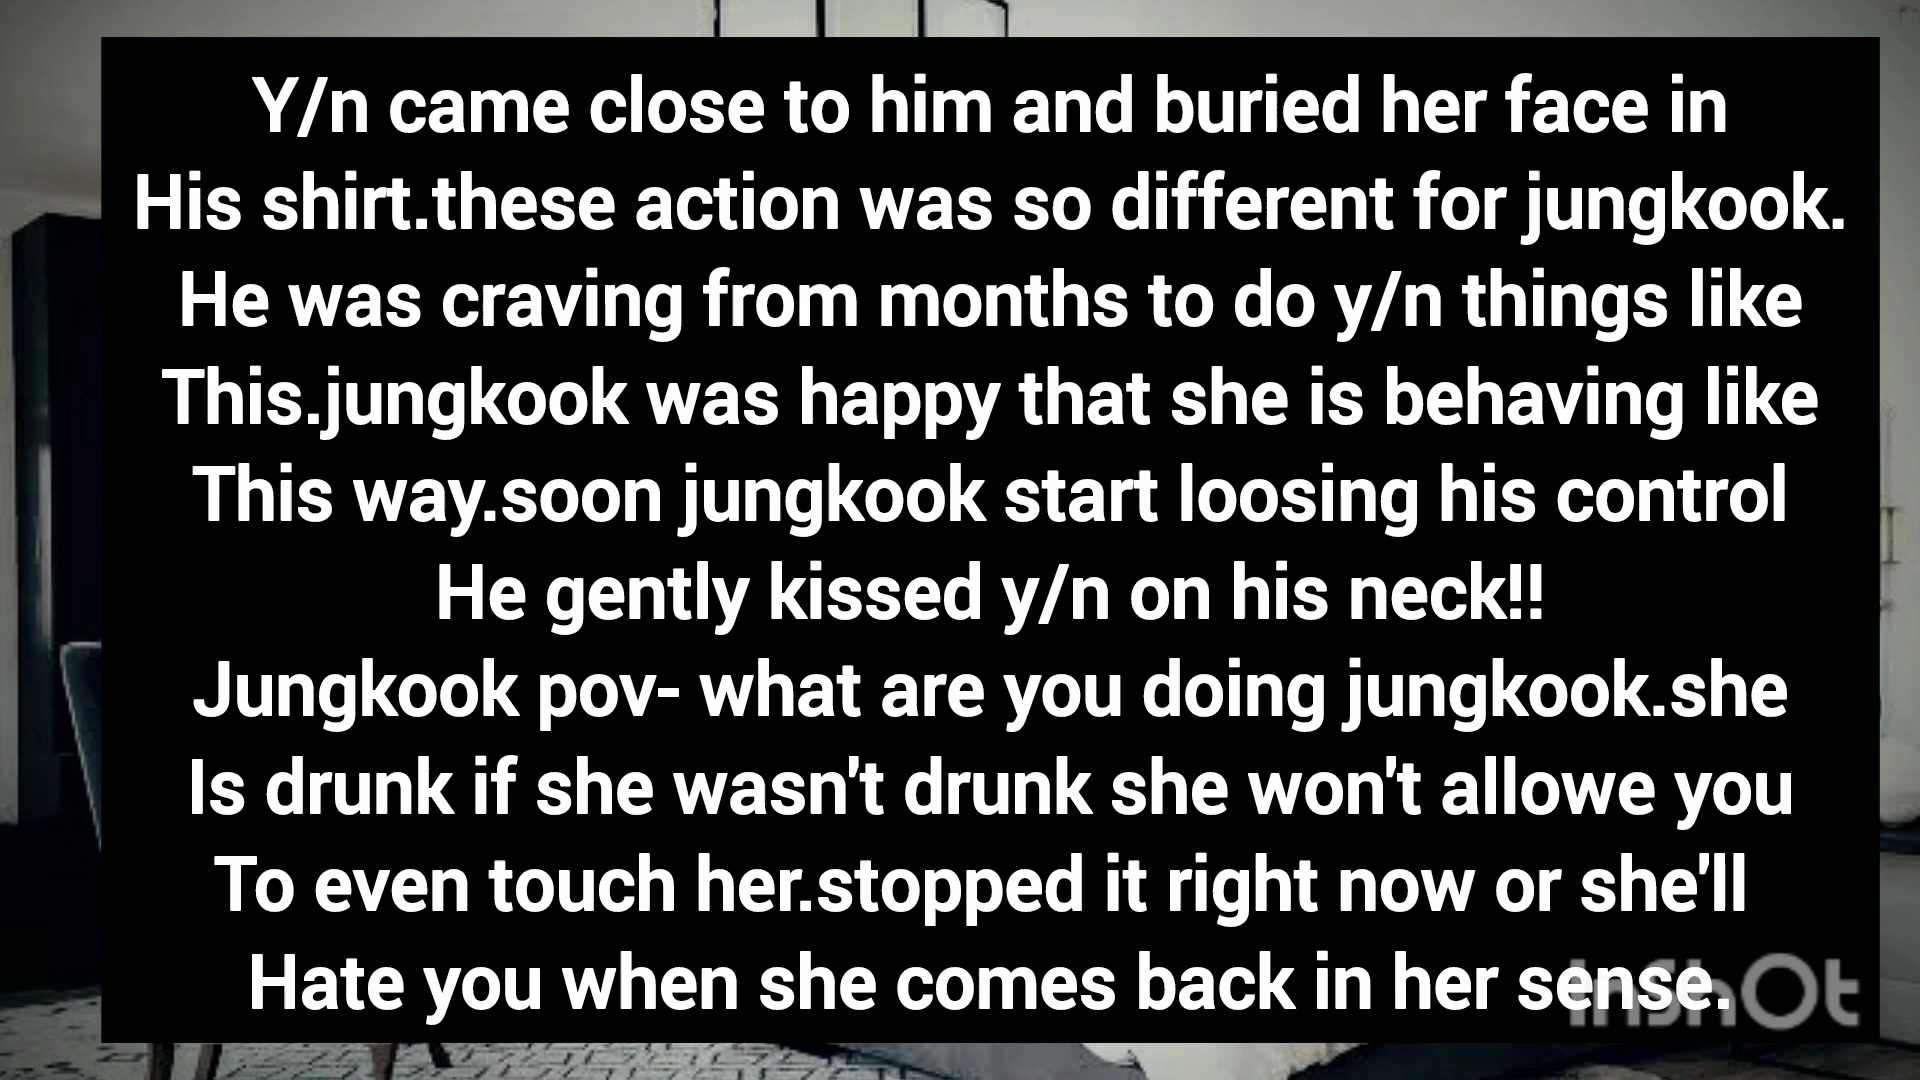 Y/n came close to him and buried her face in
His shirt.these action was so different for jungkook.
He was craving from months to do y/n things like
This.jungkook was happy that she is behaving like
This way.soon jungkook start loosing his control
He gently kissed y/n on his neck!!
Jungkook pov- what are you doing jungkook.she
Is drunk if she wasn't drunk she won't allowe you
To even touch her.stopped it right now or she'll
Hate you when she comes back in her sense.
InShOt